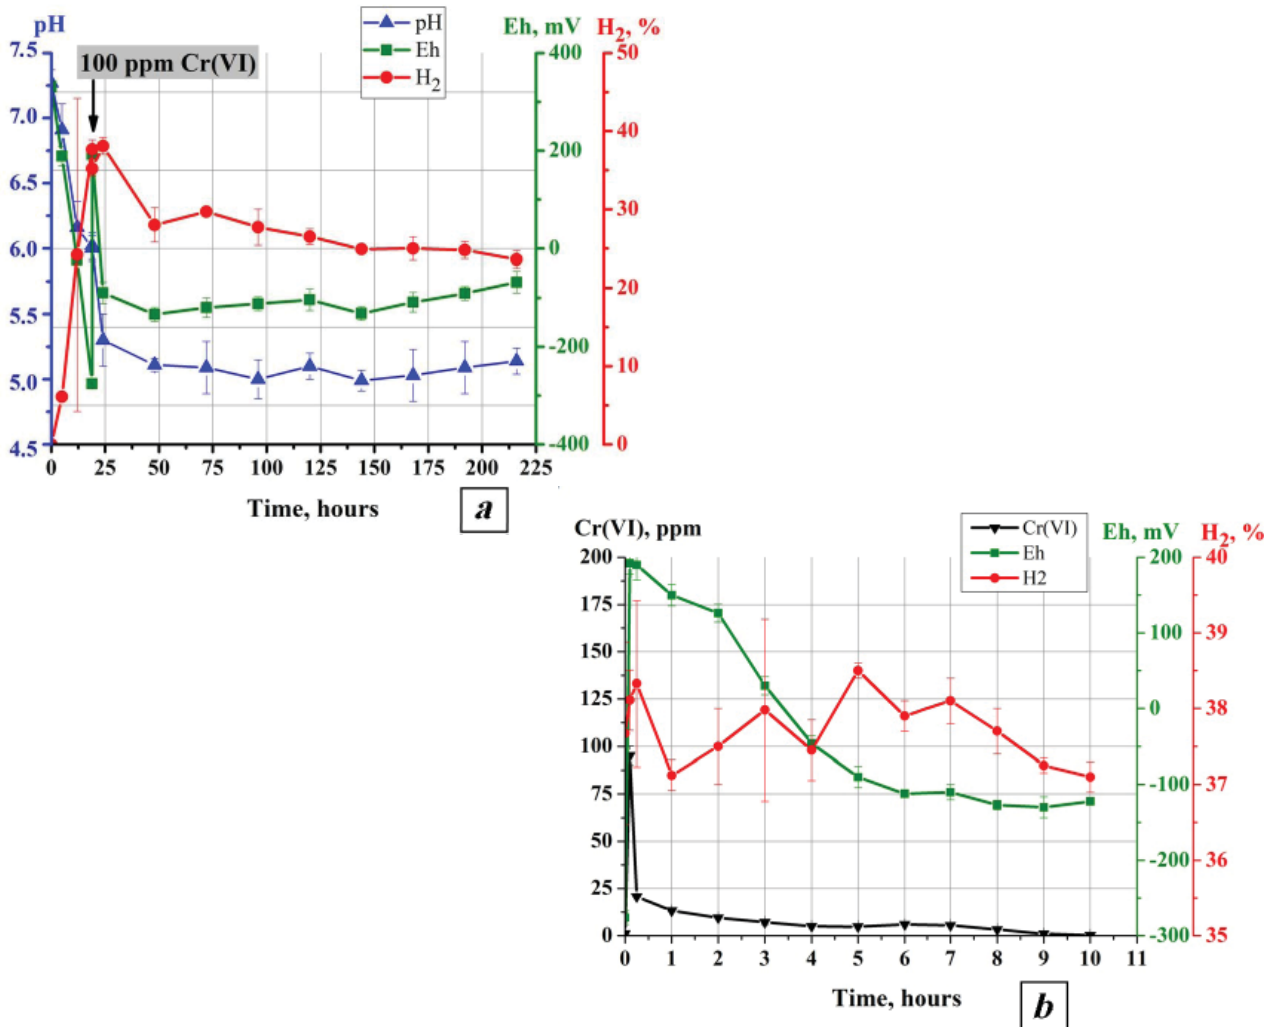 pH
Eh, mV
H2, %
pH
Eh
H2
100 ppm Cr(VI)
7.5
7.0
6.5
6.0
5.5
5.0
4.5
400
200
0
-200
-400
50
40
30
20
10
0
0 25 50 75 100 125 150 175 200 225
Time, hours
a
Cr(VI), ppm
Eh, mV
H2, %
Cr(VI)
Eh
H2
200
175
150
125
100
75
50
25
0
200
100
0
-100
-200
-300
40
39
38
37
36
35
0 1 2 3 4 5 6 7 8 9 10 11
Time, hours
b